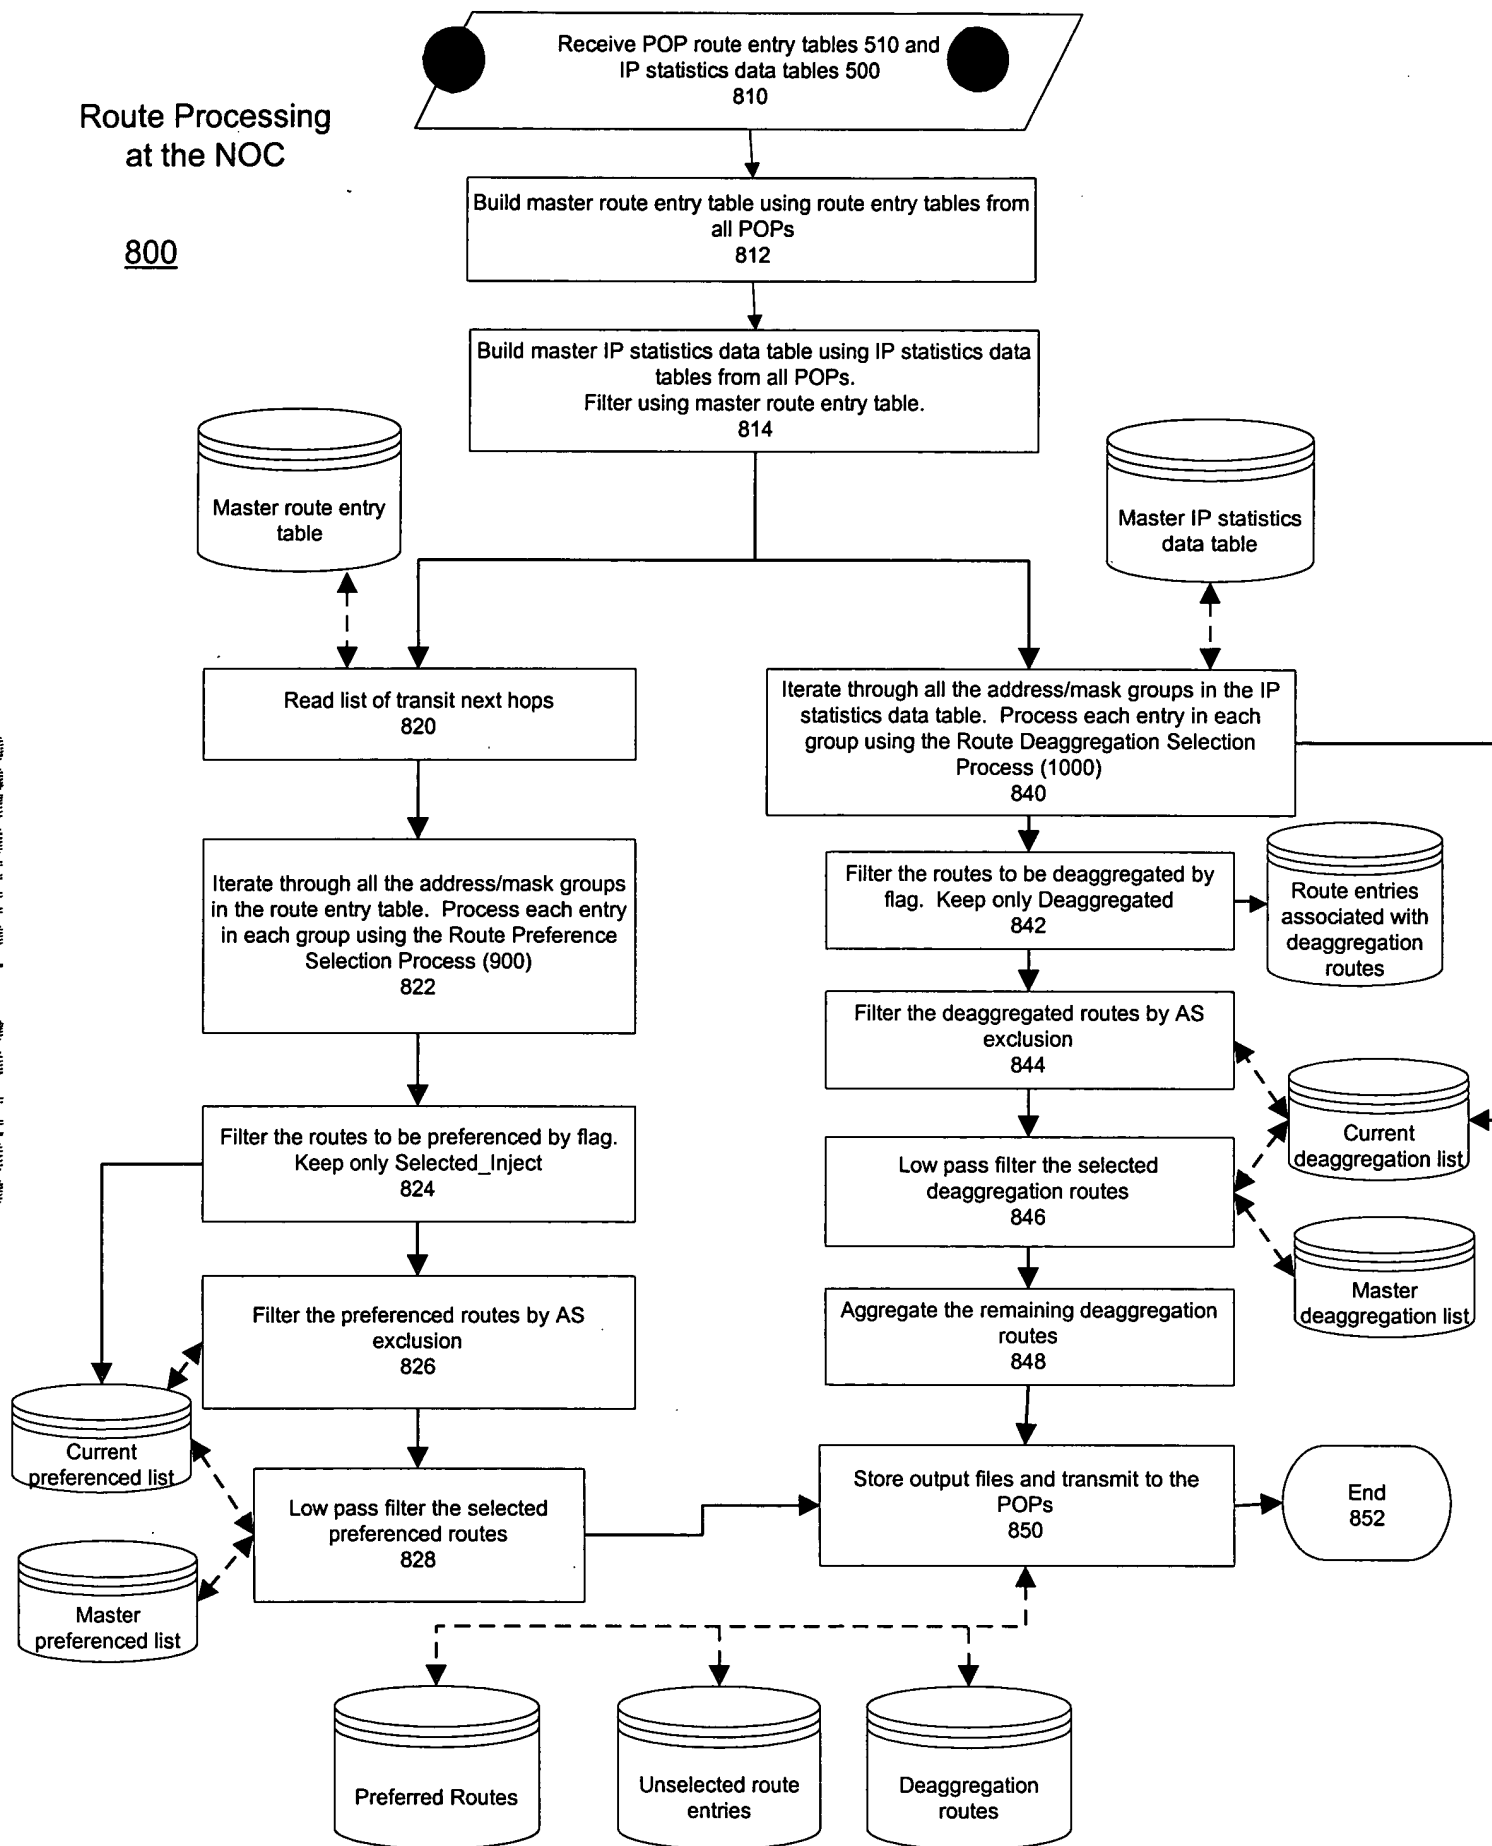 Receive POP route entry tables 510 and
IP statistics data tables 500
810
Route Processing
at the NOC
800
Build master route entry table using route entry tables from
all POPs
812
Build master IP statistics data table using IP statistics data
tables from all POPs.
Filter using master route entry table.
814
Master route entry
table
Master IP statistics
data table
Read list of transit next hops
820
Iterate through all the address/mask groups in the IP
statistics data table. Process each entry in each
group using the Route Deaggregation Selection
Process (1000)
840
Iterate through all the address/mask groups
in the route entry table. Process each entry
in each group using the Route Preference
Selection Process (900)
822
Filter the routes to be deaggregated by
flag. Keep only Deaggregated
842
Route entries
associated with
deaggregation
routes
Filter the deaggregated routes by AS
exclusion
844
Filter the routes to be preferenced by flag.
Keep only Selected_Inject
824
Low pass filter the selected
deaggregation routes
846
Current
deaggregation list
Master
deaggregation list
Filter the preferenced routes by AS
exclusion
826
Aggregate the remaining deaggregation
routes
848
Current
preferenced list
Low pass filter the selected
preferenced routes
828
Store output files and transmit to the
POPs
850
End
852
Master
preferenced list
Preferred Routes
Unselected route
entries
Deaggregation
routes